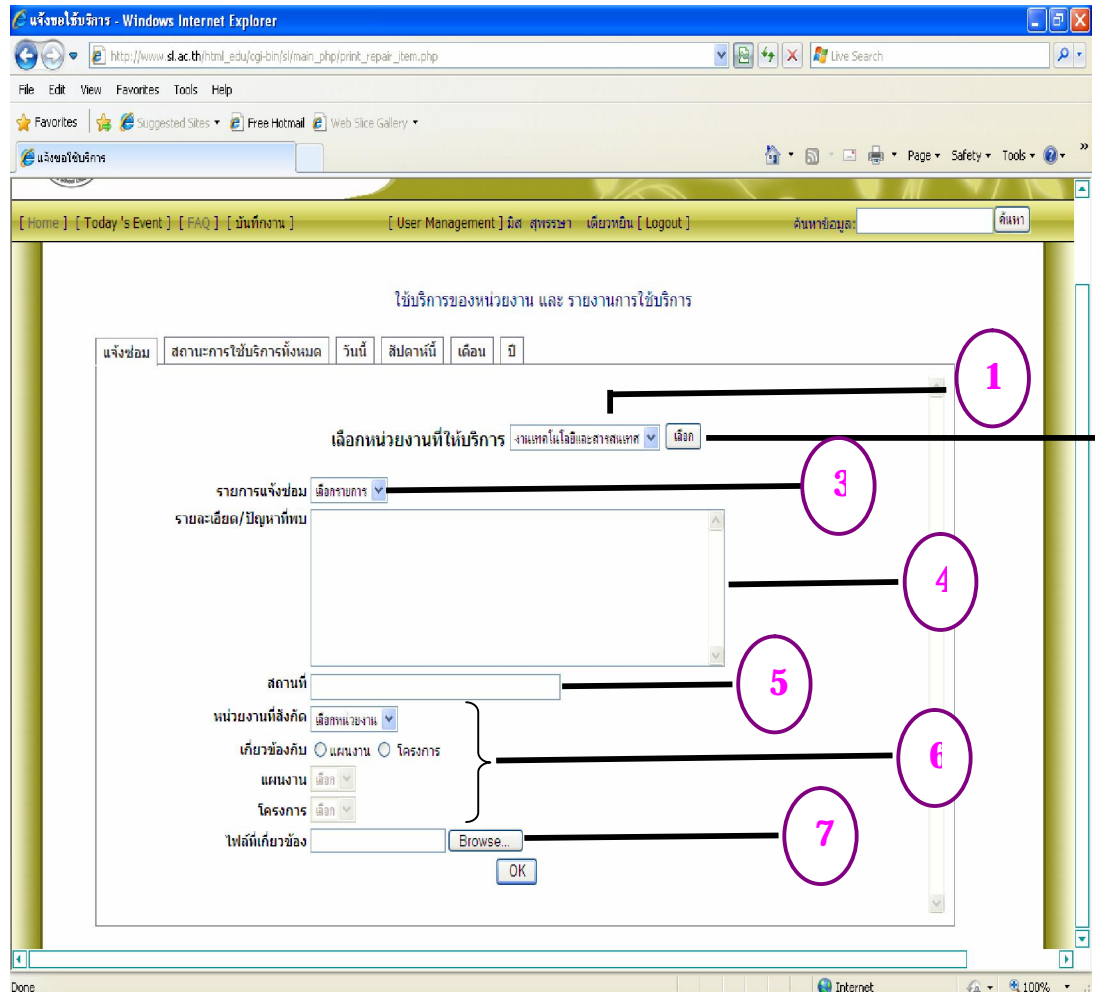 แจ้งขอใช้บริการ - Windows Internet Explorer
http://www.sl.ac.th/html_edu/cgi-bin/sl/main_php/print_repair_item.php
Live Search
File Edit View Favorites Tools Help
Favorites Suggested Sites Free Hotmail Web Slice Gallery
แจ้งขอใช้บริการ
Page Safety Tools
[ Home ] [ Today 's Event ] [ FAQ ] [ บันทึกงาน ] [ User Management ] มิส สุพรรษา เดียวหยิน [ Logout ] ค้นหาข้อมูล: ค้นหา
ใช้บริการของหน่วยงาน และ รายงานการใช้บริการ
แจ้งซ่อม สถานะการใช้บริการทั้งหมด วันนี้ สัปดาห์นี้ เดือน ปี
1
เลือกหน่วยงานที่ให้บริการ งานเทคโนโลยีและสารสนเทศ เลือก
3
รายการแจ้งซ่อม เลือกรายการ
รายละเอียด/ปัญหาที่พบ
4
5
สถานที่
หน่วยงานที่สังกัด เลือกหน่วยงาน
เกี่ยวข้องกับ แผนงาน โครงการ
6
แผนงาน เลือก
โครงการ เลือก
ไฟล์ที่เกี่ยวข้อง Browse...
7
OK
Done Internet 100%